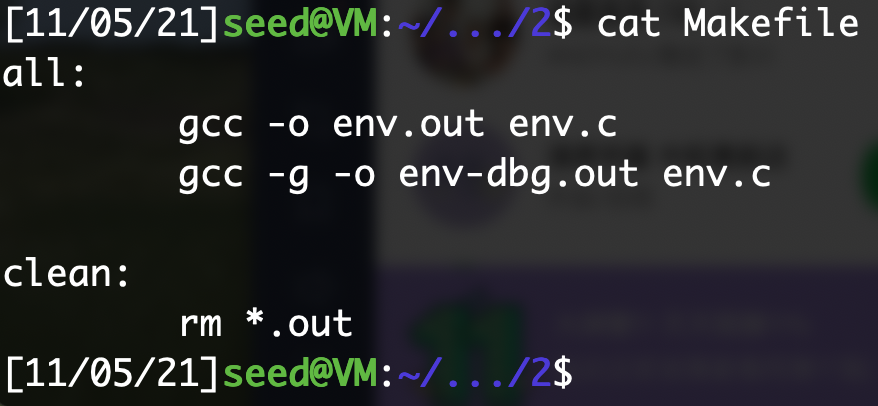 [11/05/21]seed@VM:~/.../2$ cat Makefile
all:
        gcc -o env.out env.c
        gcc -g -o env-dbg.out env.c

clean:
        rm *.out
[11/05/21]seed@VM:~/.../2$